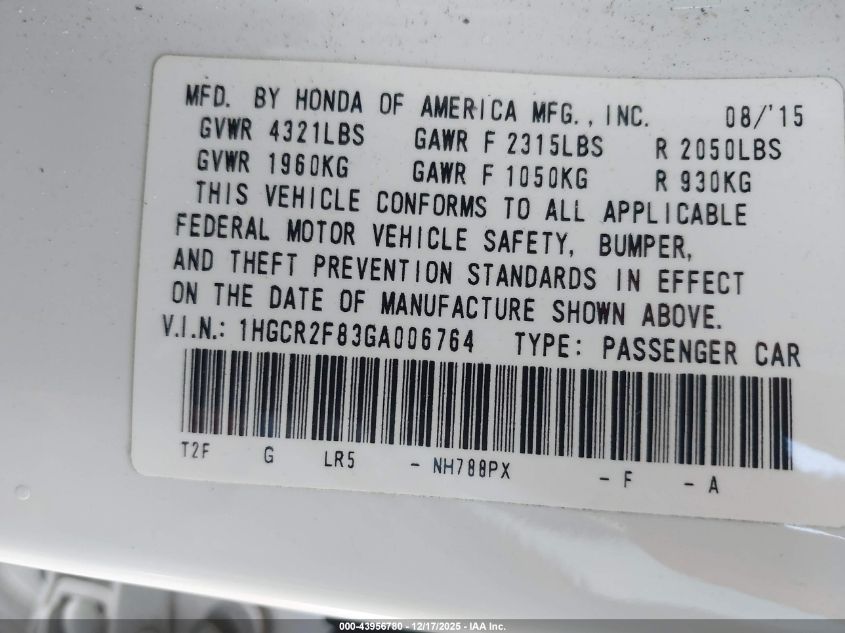 MFD. BY HONDA OF AMERICA MFG., INC. 08/'15
GVWR 4321LBS GAWR F 2315LBS R 2050LBS
GVWR 1960KG GAWR F 1050KG R 930KG
THIS VEHICLE CONFORMS TO ALL APPLICABLE
FEDERAL MOTOR VEHICLE SAFETY, BUMPER,
AND THEFT PREVENTION STANDARDS IN EFFECT
ON THE DATE OF MANUFACTURE SHOWN ABOVE.
V.I.N.: 1HGCR2F83GA006764 TYPE: PASSENGER CAR
T2F G LR5 - NH788PX - F - A
000-43956780 - 12/17/2025 - IAA Inc.